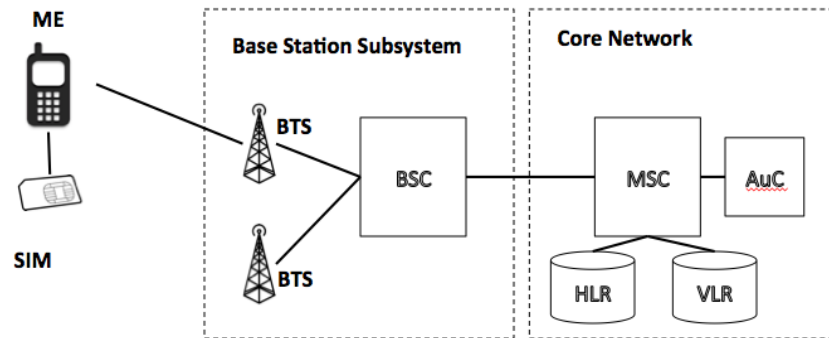 ME
Base Station Subsystem
Core Network
BTS
BSC
MSC
AuC
SIM
BTS
HLR
VLR